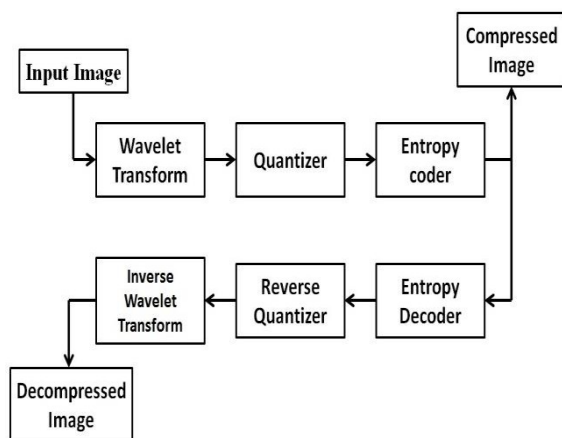 Input Image
Compressed
Image
Wavelet
Transform
Quantizer
Entropy
coder
Inverse
Wavelet
Transform
Reverse
Quantizer
Entropy
Decoder
Decompressed
Image